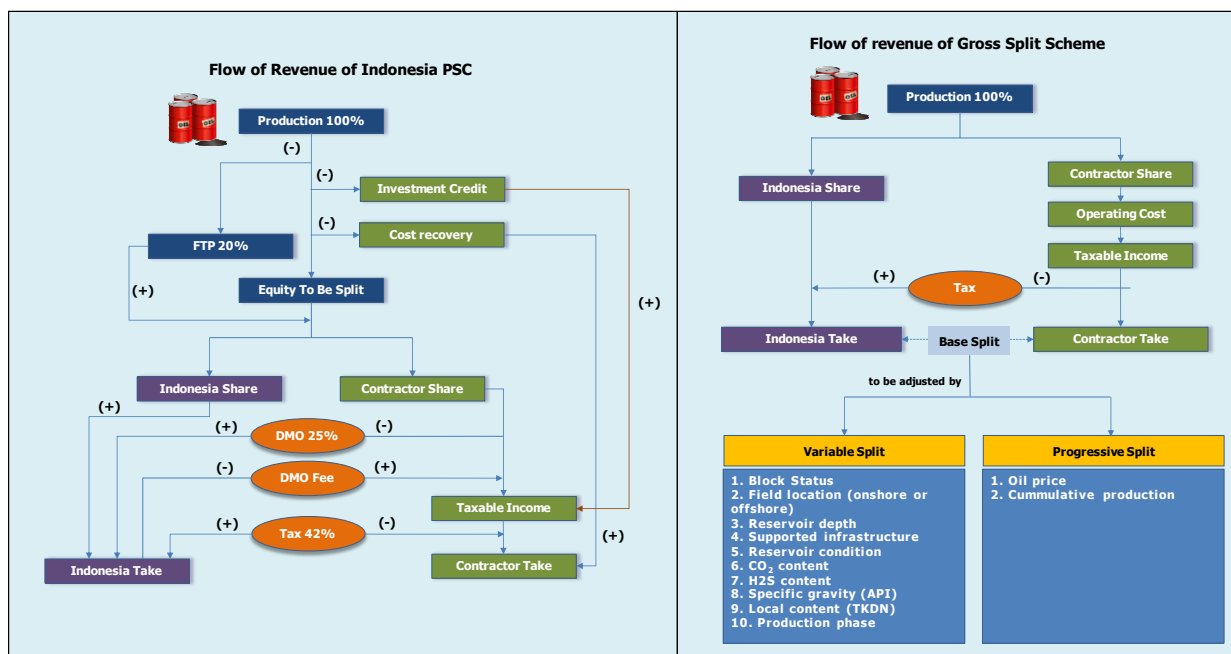 Flow of Revenue of Indonesia PSC
OIL
OIL
Production 100%
(-)
(-)
Investment Credit
(-)
Cost recovery
FTP 20%
(+)
Equity To Be Split
(+)
Indonesia Share
Contractor Share
(+)
(+)
DMO 25%
(-)
(-)
DMO Fee
(+)
Taxable Income
(+)
Tax 42%
(-)
(+)
Indonesia Take
Contractor Take
Flow of revenue of Gross Split Scheme
OIL
OIL
Production 100%
Indonesia Share
Contractor Share
Operating Cost
Taxable Income
(+)
Tax
(-)
Indonesia Take
Base Split
Contractor Take
to be adjusted by
Variable Split
1. Block Status
2. Field location (onshore or
offshore)
3. Reservoir depth
4. Supported infrastructure
5. Reservoir condition
6. CO₂ content
7. H2S content
8. Specific gravity (API)
9. Local content (TKDN)
10. Production phase
Progressive Split
1. Oil price
2. Cummulative production